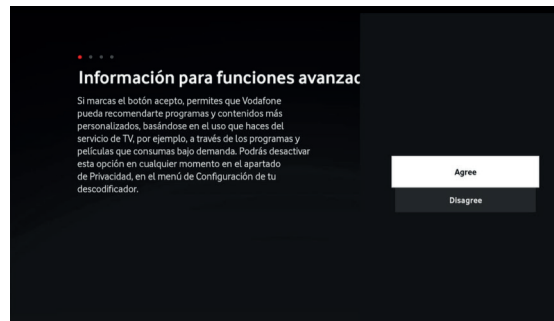 Información para funciones avanzad
Si marcas el botón acepto, permites que Vodafone
pueda recomendarte programas y contenidos más
personalizados, basándose en el uso que haces del
servicio de TV, por ejemplo, a través de los programas y
películas que consumas bajo demanda. Podrás desactivar
esta opción en cualquier momento en el apartado
de Privacidad, en el menú de Configuración de tu
descodificador.
Agree
Disagree